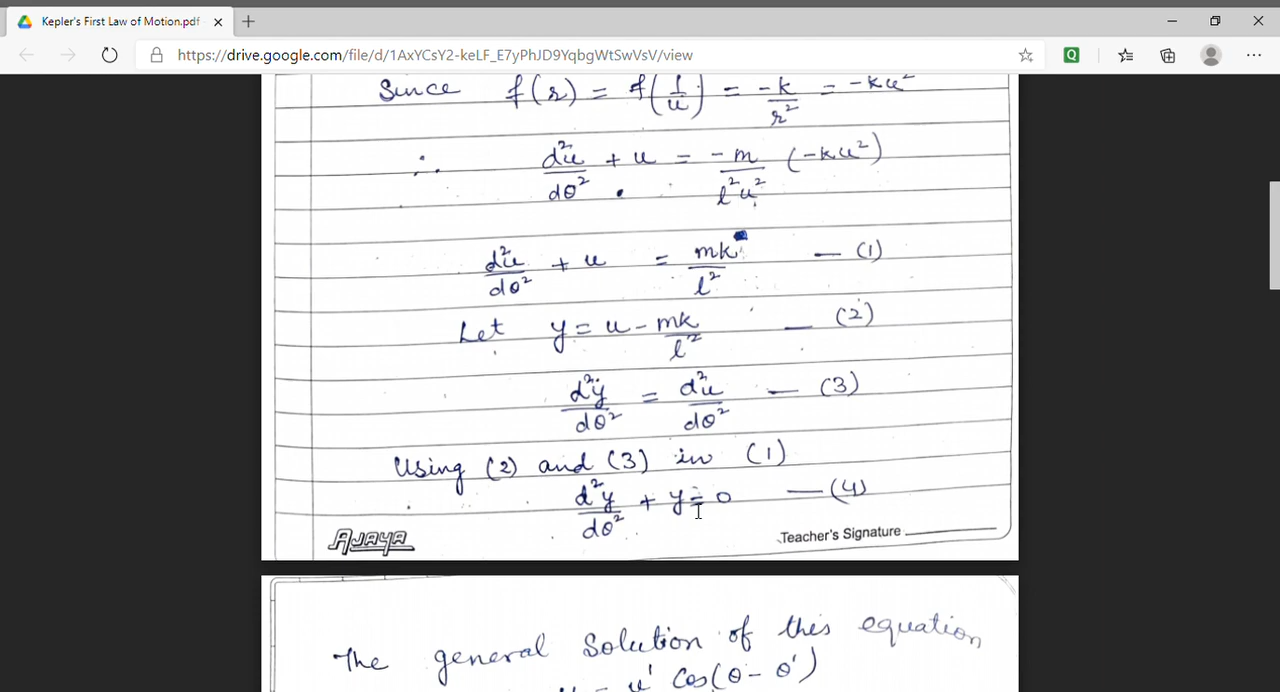 Kepler's First Law of Motion.pdf
https://drive.google.com/file/d/1AxYCsY2-keLF_E7yPhJD9YqbgWtSwVsV/view
Since f(r) = f(1/u) = -k/r² = -ku²
∴ d²u/dθ² + u = -m/l²u² (-ku²)
d²u/dθ² + u = mk/l² — (1)
Let y = u - mk/l² — (2)
d²y/dθ² = d²u/dθ² — (3)
Using (2) and (3) in (1)
d²y/dθ² + y = 0 — (4)
AJAYA Teacher's Signature
The general Solution of this equation
Cos(θ - θ')